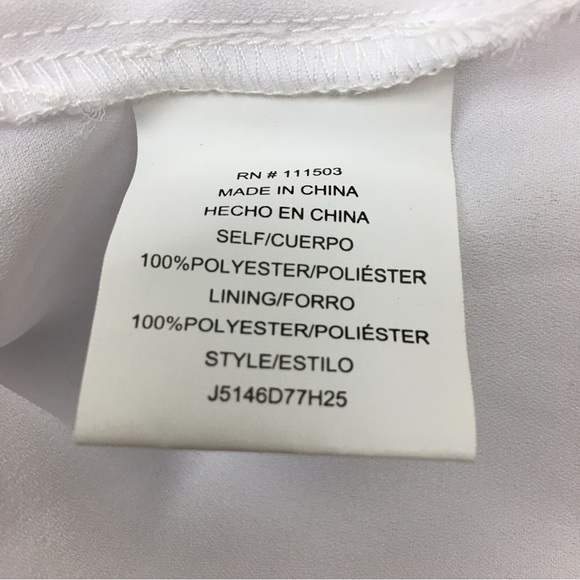 RN # 111503
MADE IN CHINA
HECHO EN CHINA
SELF/CUERPO
100%POLYESTER/POLIÉSTER
LINING/FORRO
100%POLYESTER/POLIÉSTER
STYLE/ESTILO
J5146D77H25